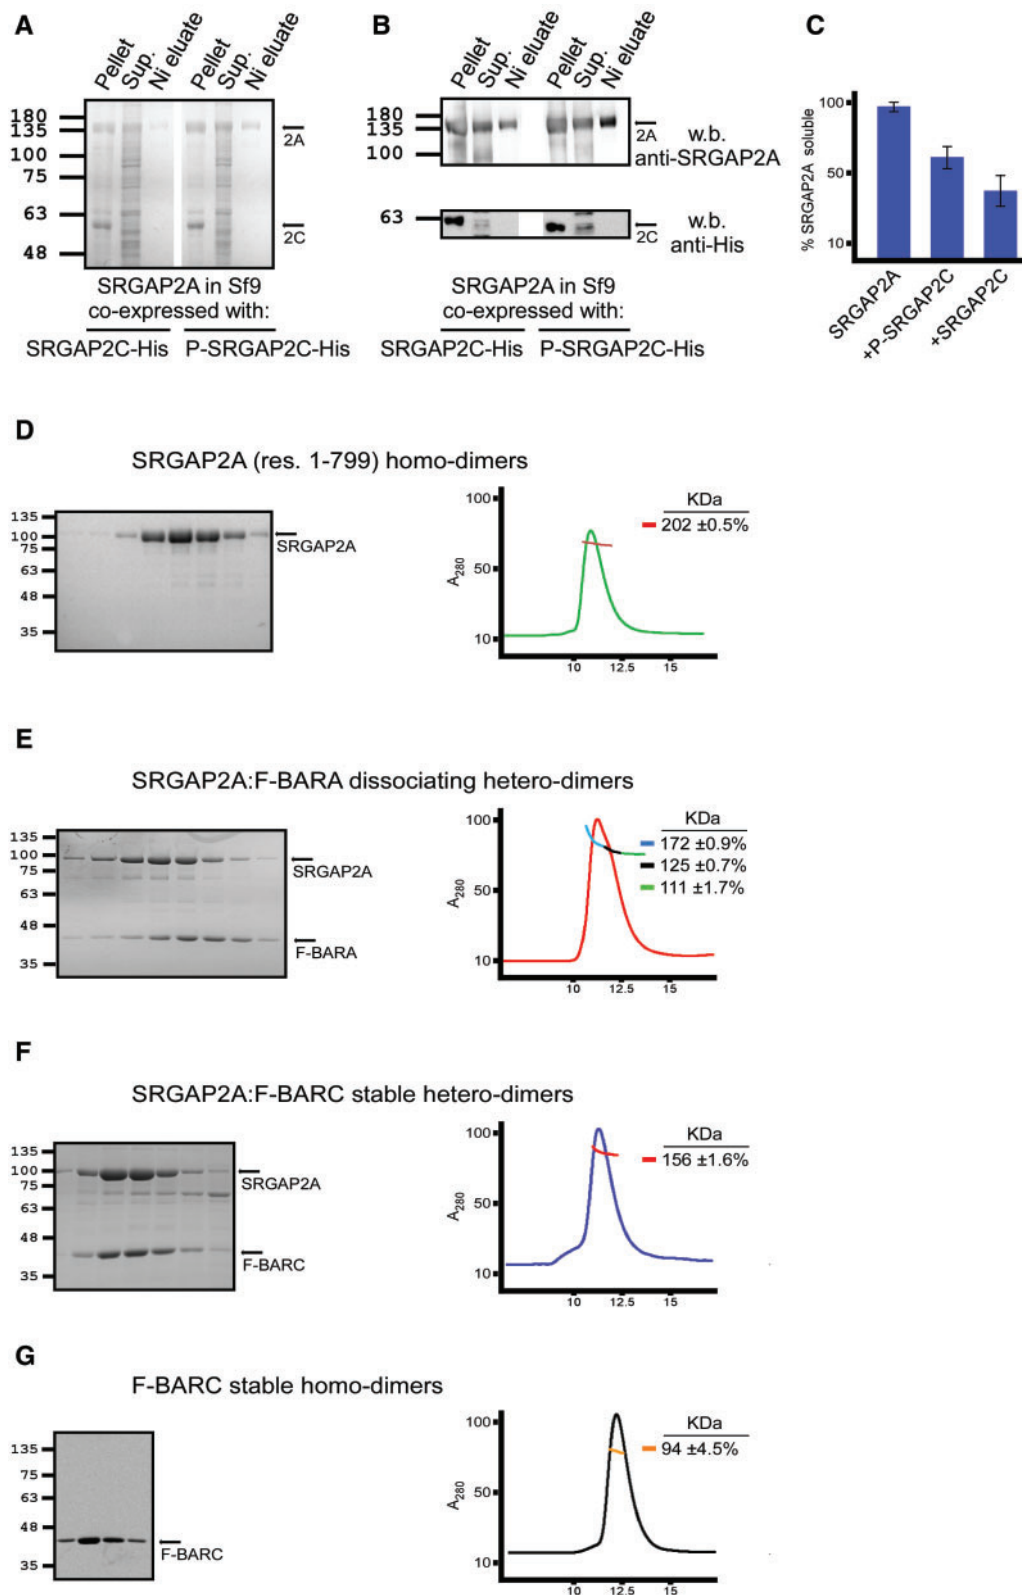 A
Pellet
Sup.
Ni eluate
Pellet
Sup.
Ni eluate
180
135
100
75
63
48
2A
2C
SRGAP2A in Sf9
co-expressed with:
SRGAP2C-His
P-SRGAP2C-His
B
Pellet
Sup.
Ni eluate
Pellet
Sup.
Ni eluate
180
135
100
63
2A
w.b.
anti-SRGAP2A
w.b.
2C
anti-His
SRGAP2A in Sf9
co-expressed with:
SRGAP2C-His
P-SRGAP2C-His
C
% SRGAP2A soluble
100
50
10
SRGAP2A
+P-SRGAP2C
+SRGAP2C
D
SRGAP2A (res. 1-799) homo-dimers
135
100
75
63
48
35
SRGAP2A
A280
100
50
10
10
12.5
15
KDa
202 ±0.5%
E
SRGAP2A:F-BARA dissociating hetero-dimers
135
100
75
63
48
35
SRGAP2A
F-BARA
A280
100
50
10
10
12.5
15
KDa
172 ±0.9%
125 ±0.7%
111 ±1.7%
F
SRGAP2A:F-BARC stable hetero-dimers
135
100
75
63
48
35
SRGAP2A
F-BARC
A280
100
50
10
10
12.5
15
KDa
156 ±1.6%
G
F-BARC stable homo-dimers
135
75
63
48
35
F-BARC
A280
100
50
10
10
12.5
15
KDa
94 ±4.5%